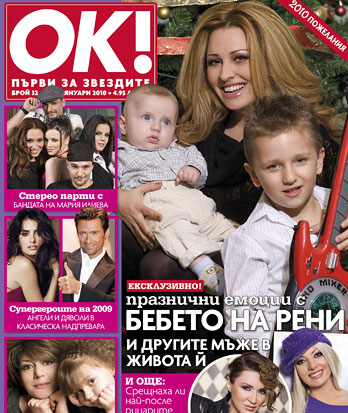 OK!
ПЪРВИ ЗА ЗВЕЗДИТЕ
БРОЙ 32
ЯНУАРИ 2010 • 4.95
2010 ПОЖЕЛАНИЯ
Стерео парти с
БАНДАТА НА МАРИЯ ИЛИЕВА
Супергероите на 2009
АНГЕЛИ И ДЯВОЛИ В
КЛАСИЧЕСКА НАДПРЕВАРА
ЕКСКЛУЗИВНО!
празнични емоции с
БЕБЕТО НА РЕНИ
И ДРУГИТЕ МЪЖЕ В
ЖИВОТА Й
И ОЩЕ:
Срещнаха ли
най-после
рицарите